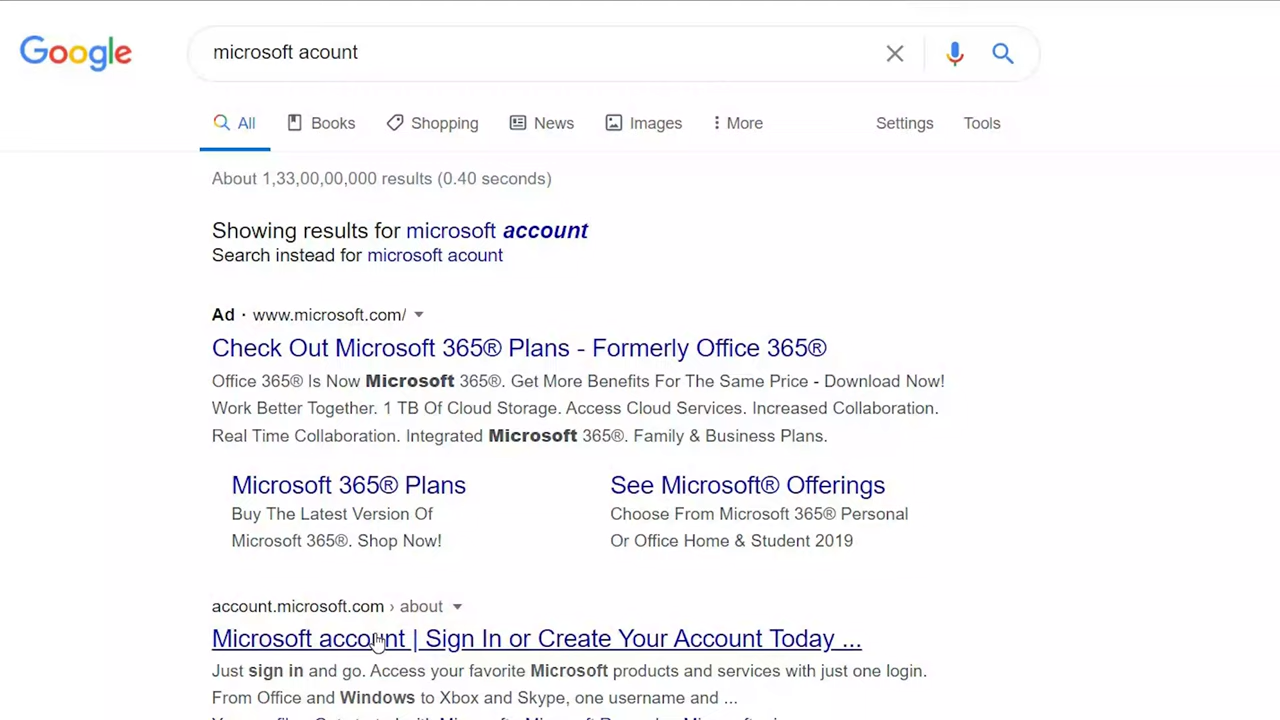 Google
microsoft acount
All Books Shopping News Images More Settings Tools
About 1,33,00,00,000 results (0.40 seconds)
Showing results for microsoft account
Search instead for microsoft acount
Ad · www.microsoft.com/
Check Out Microsoft 365® Plans - Formerly Office 365®
Office 365® Is Now Microsoft 365®. Get More Benefits For The Same Price - Download Now!
Work Better Together. 1 TB Of Cloud Storage. Access Cloud Services. Increased Collaboration.
Real Time Collaboration. Integrated Microsoft 365®. Family & Business Plans.
Microsoft 365® Plans
Buy The Latest Version Of
Microsoft 365®. Shop Now!
See Microsoft® Offerings
Choose From Microsoft 365® Personal
Or Office Home & Student 2019
account.microsoft.com › about
Microsoft account | Sign In or Create Your Account Today ...
Just sign in and go. Access your favorite Microsoft products and services with just one login.
From Office and Windows to Xbox and Skype, one username and ...